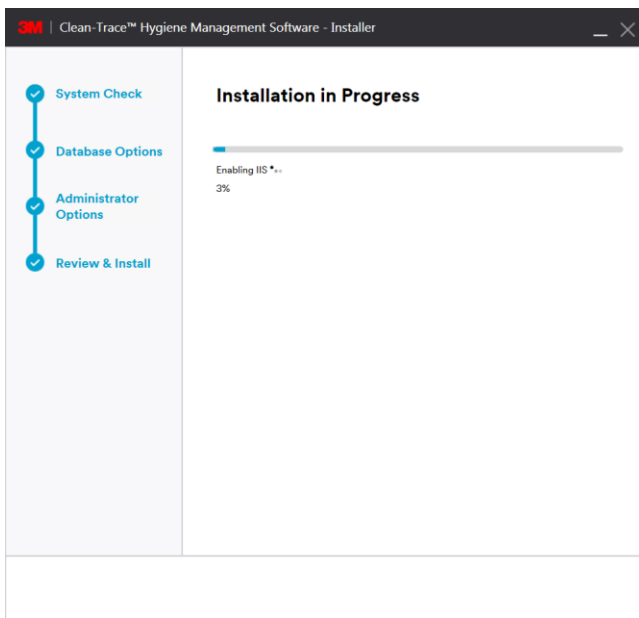 3M | Clean-Trace™ Hygiene Management Software - Installer
System Check
Database Options
Administrator
Options
Review & Install
Installation in Progress
Enabling IIS
3%